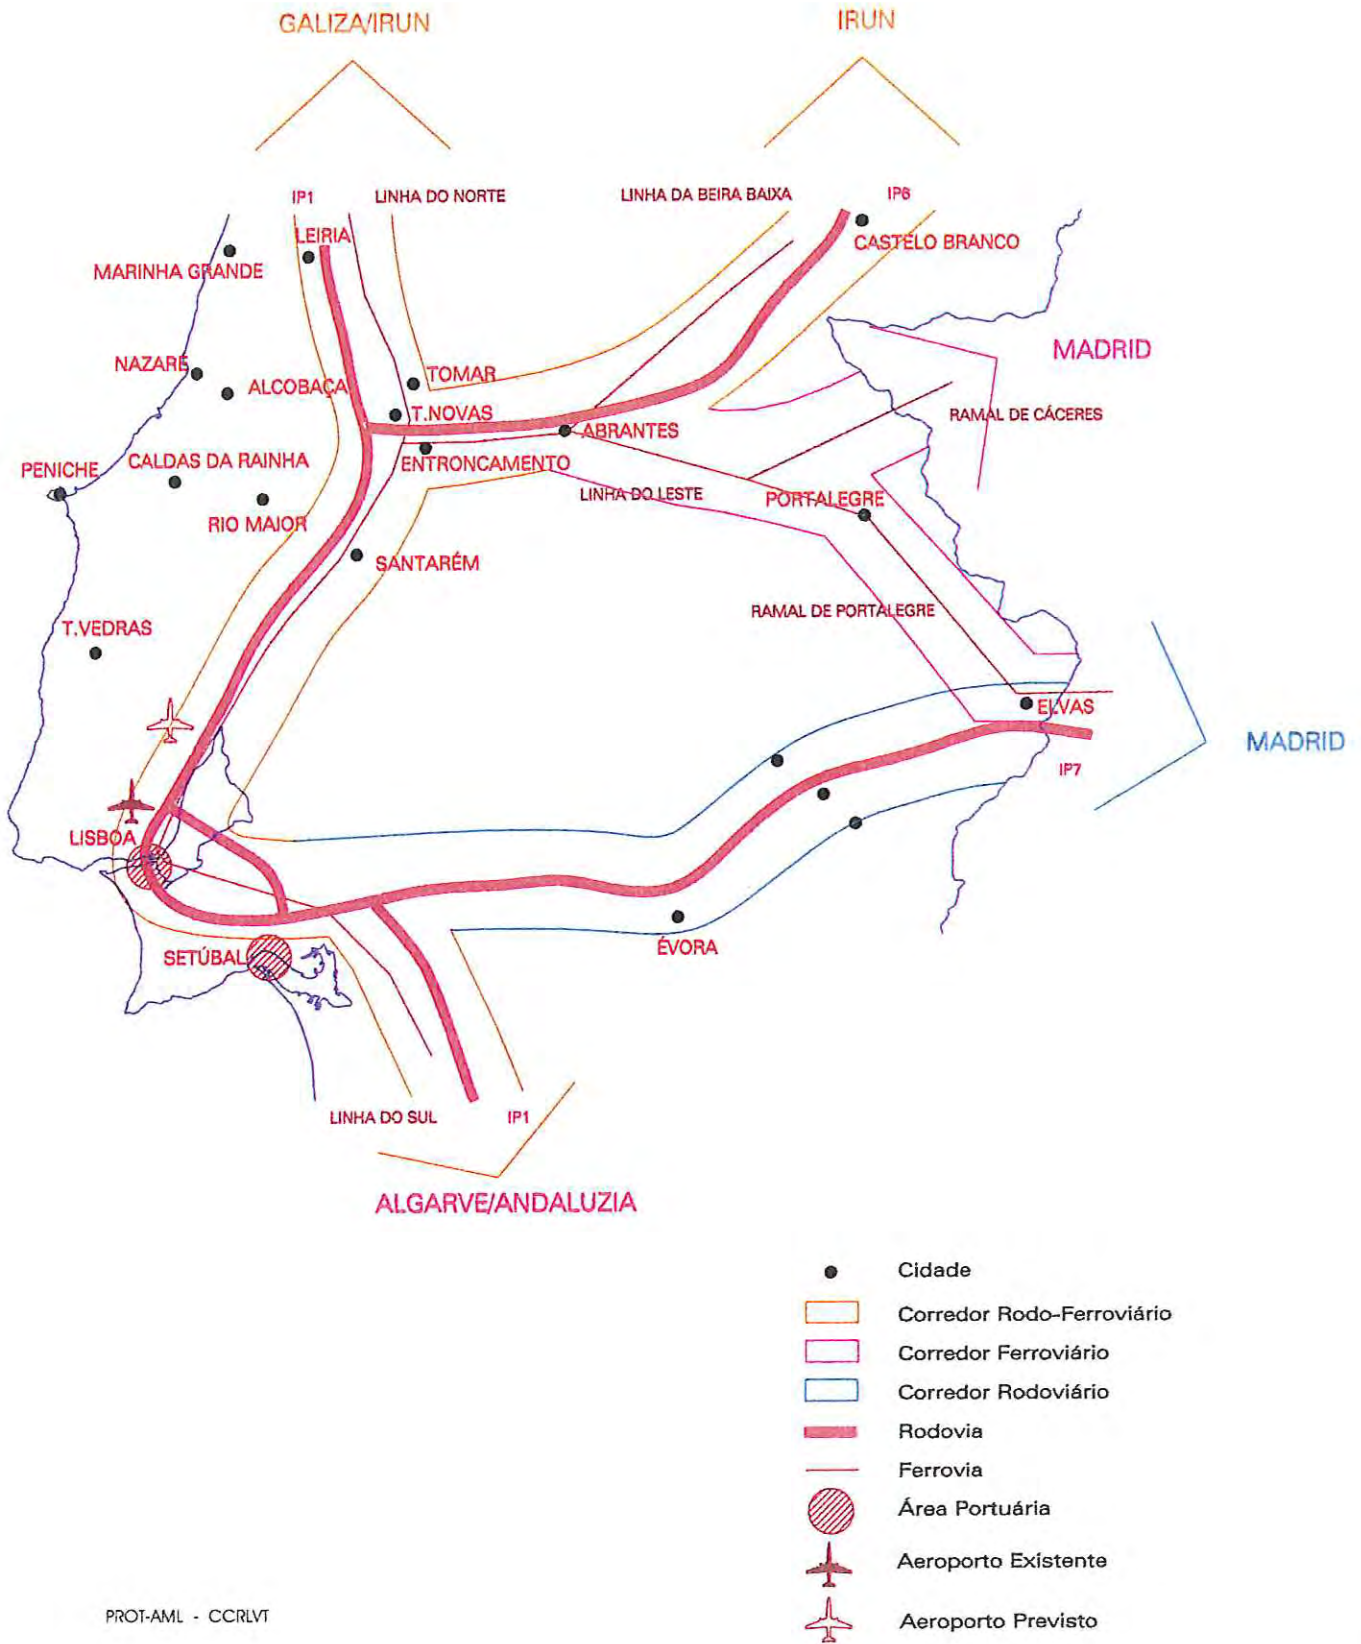 GALIZA/IRUN
IRUN
IP1
LINHA DO NORTE
LINHA DA BEIRA BAIXA
IP6
LEIRIA
CASTELO BRANCO
MARINHA GRANDE
MADRID
NAZARÉ
TOMAR
ALCOBAÇA
T.NOVAS
RAMAL DE CÁCERES
ABRANTES
PENICHE
CALDAS DA RAINHA
ENTRONCAMENTO
LINHA DO LESTE
PORTALEGRE
RIO MAIOR
SANTARÉM
RAMAL DE PORTALEGRE
T.VEDRAS
ELVAS
MADRID
IP7
LISBOA
ÉVORA
SETÚBAL
LINHA DO SUL
IP1
ALGARVE/ANDALUZIA
Cidade
Corredor Rodo-Ferroviário
Corredor Ferroviário
Corredor Rodoviário
Rodovia
Ferrovia
Área Portuária
Aeroporto Existente
Aeroporto Previsto
PROT-AML - CCRLVT